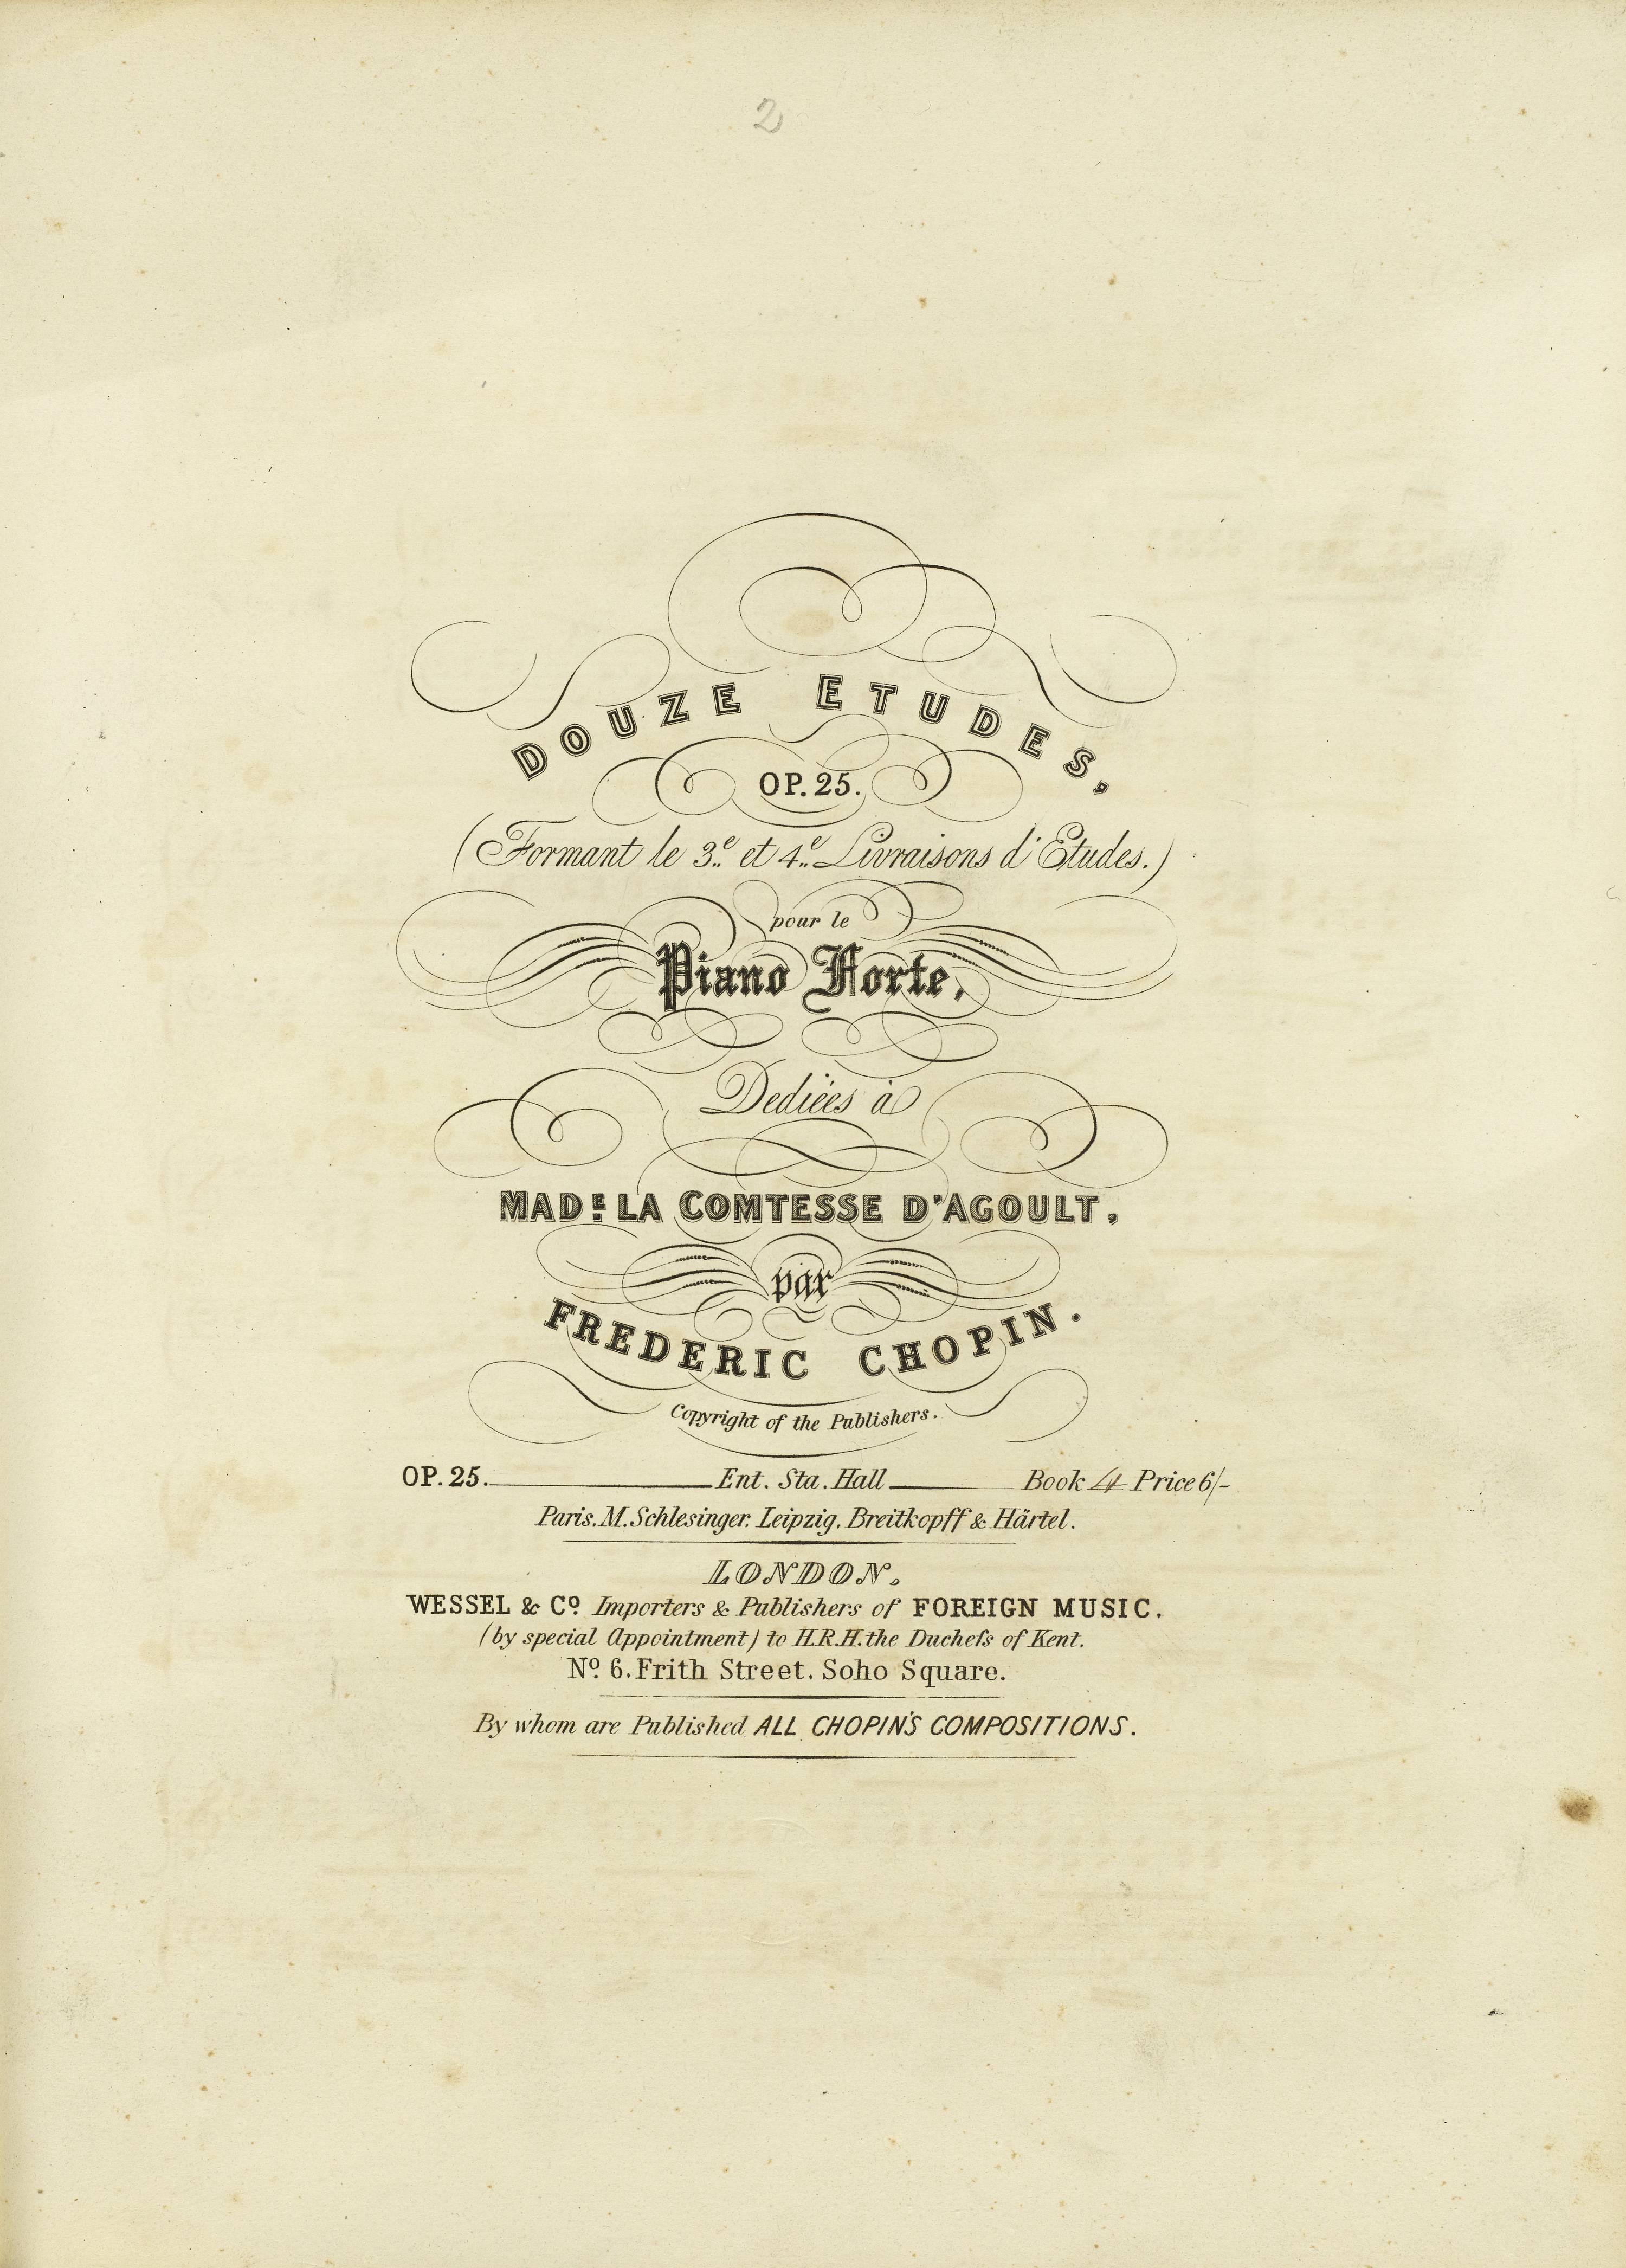 2
DOUZE ETUDES,
OP. 25.
(Formant le 3.e et 4.e Livraisons d'Etudes.)
pour le
Piano Forte,
Dediées à
MAD.E LA COMTESSE D'AGOULT.
par
FREDERIC CHOPIN.
Copyright of the Publishers.
OP. 25. Ent. Sta. Hall Book 4 Price 6/-
Paris. M. Schlesinger. Leipzig. Breitkopff & Härtel.
LONDON.
WESSEL & Co. Importers & Publishers of FOREIGN MUSIC.
(by special Appointment) to H.R.H. the Duchefs of Kent.
No. 6. Frith Street. Soho Square.
By whom are Published ALL CHOPIN'S COMPOSITIONS.